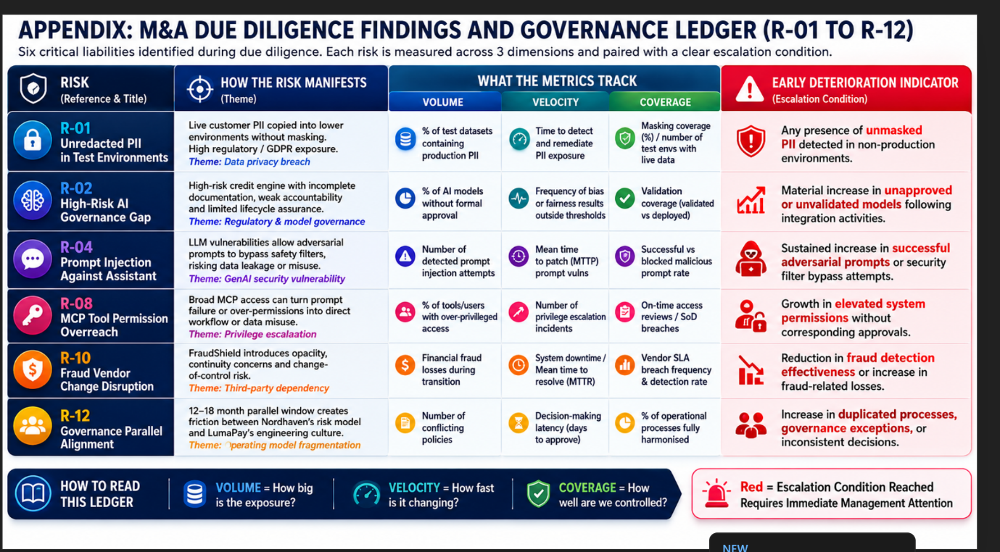 APPENDIX: M&A DUE DILIGENCE FINDINGS AND GOVERNANCE LEDGER (R-01 TO R-12)
Six critical liabilities identified during due diligence. Each risk is measured across 3 dimensions and paired with a clear escalation condition.
RISK
(Reference & Title)
HOW THE RISK MANIFESTS
(Theme)
WHAT THE METRICS TRACK
VOLUME
VELOCITY
COVERAGE
EARLY DETERIORATION INDICATOR
(Escalation Condition)
R-01
Unredacted PII
in Test Environments
Live customer PII copied into lower
environments without masking.
High regulatory / GDPR exposure.
Theme: Data privacy breach
% of test datasets
containing
production PII
Time to detect
and remediate
PII exposure
Masking coverage
(%) / number of
test envs with
live data
Any presence of unmasked
PII detected in non-production
environments.
R-02
High-Risk AI
Governance Gap
High-risk credit engine with incomplete
documentation, weak accountability
and limited lifecycle assurance.
Theme: Regulatory & model governance
% of AI models
without formal
approval
Frequency of bias
or fairness results
outside thresholds
Validation
coverage (validated
vs deployed)
Material increase in unapproved
or unvalidated models following
integration activities.
R-04
Prompt Injection
Against Assistant
LLM vulnerabilities allow adversarial
prompts to bypass safety filters,
risking data leakage or misuse.
Theme: GenAI security vulnerability
Number of
detected prompt
injection attempts
Mean time
to patch (MTTP)
prompt vulns
Successful vs
blocked malicious
prompt rate
Sustained increase in successful
adversarial prompts or security
filter bypass attempts.
R-08
MCP Tool Permission
Overreach
Broad MCP access can turn prompt
failure or over-permissions into direct
workflow or data misuse.
Theme: Privilege escalaation
% of tools/users
with over-privilleged
access
Number of
privilege escalation
incidents
On-time access
reviews / SoD
breaches
Growth in elevated system
permissions without
corresponding approvals.
R-10
Fraud Vendor
Change Disruption
FraudShield introduces opaciity,
continuity concerns and change-
of-control risk.
Theme: Third-party dependency
Financial fraud
losses during
transition
System downtime /
Mean time to
resolve (MTTR)
Vendor SLA
breach frequency
& detection rate
Reduction in fraud detection
effectiveness or increase in
fraud-related losses.
R-12
Governance Parallel
Alignment
12–18 month parallel window creates
friction between Nordhaven's risk model
and LumaPay's engineering culture.
Theme: perating model fragmentation
Number of
conflicting
policies
Decision-making
latency (days
to approve)
% of operational
processes fully
harmonised
Increase in duplicated processes,
governance exceptions, or
inconsistent decisions.
HOW TO READ
THIS LEDGER
VOLUME = How big
is the exposure?
VELOCITY = How fast
is it changing?
COVERAGE = How
well are we controlled?
Red = Escalation Condition Reached
Requires Immediate Management Attention
NEW